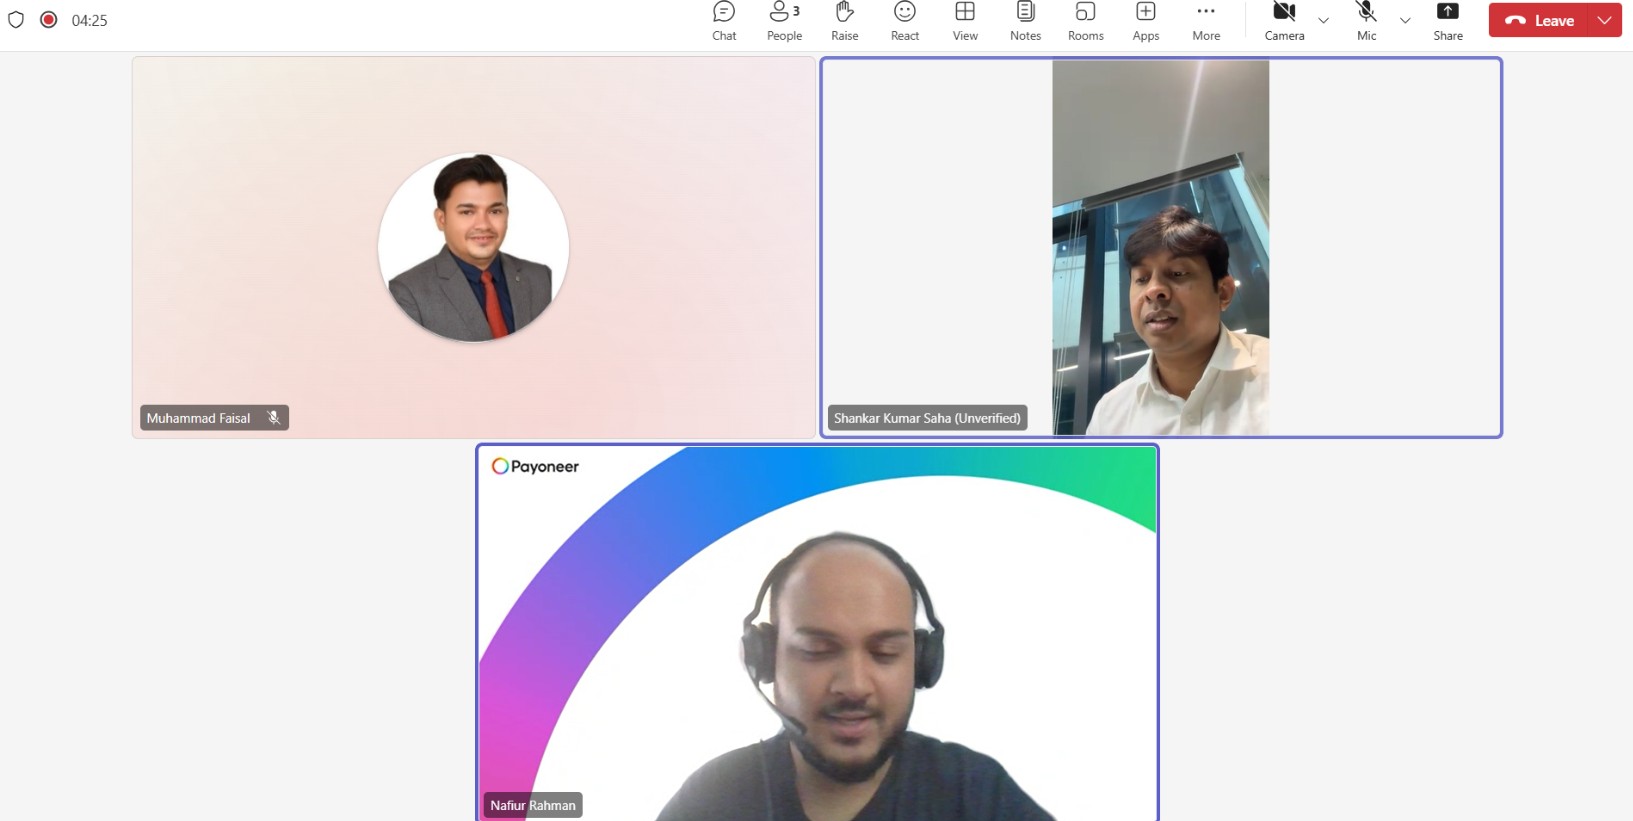 04:25
3
Chat
People
Raise
React
View
Notes
Rooms
Apps
More
Camera
Mic
Share
Leave
Muhammad Faisal
Shankar Kumar Saha (Unverified)
Payoneer
Nafiur Rahman